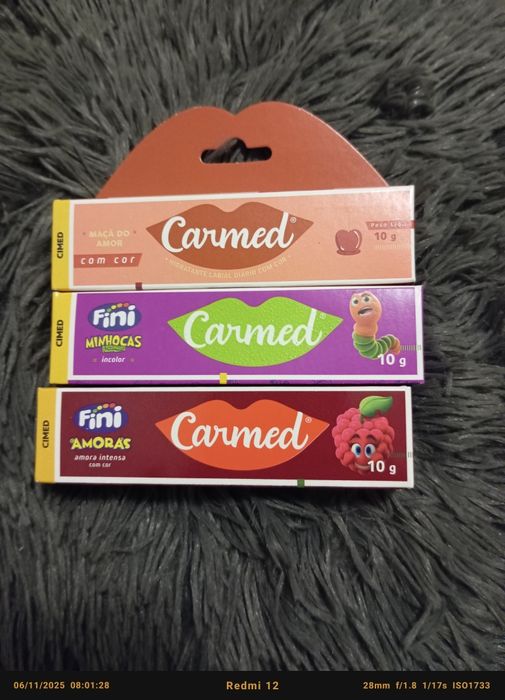 CIMED
MAÇÃ DO
AMOR
com cor
Carmed®
HIDRATANTE LABIAL DIÁRIO COM COR
10 g
CIMED
Fini
MINHOCAS
incolor
Carmed®
10 g
CIMED
Fini
AMORAS
amora intensa
com cor
Carmed®
10 g
06/11/2025 08:01:28
Redmi 12
28mm f/1.8 1/17s ISO1733